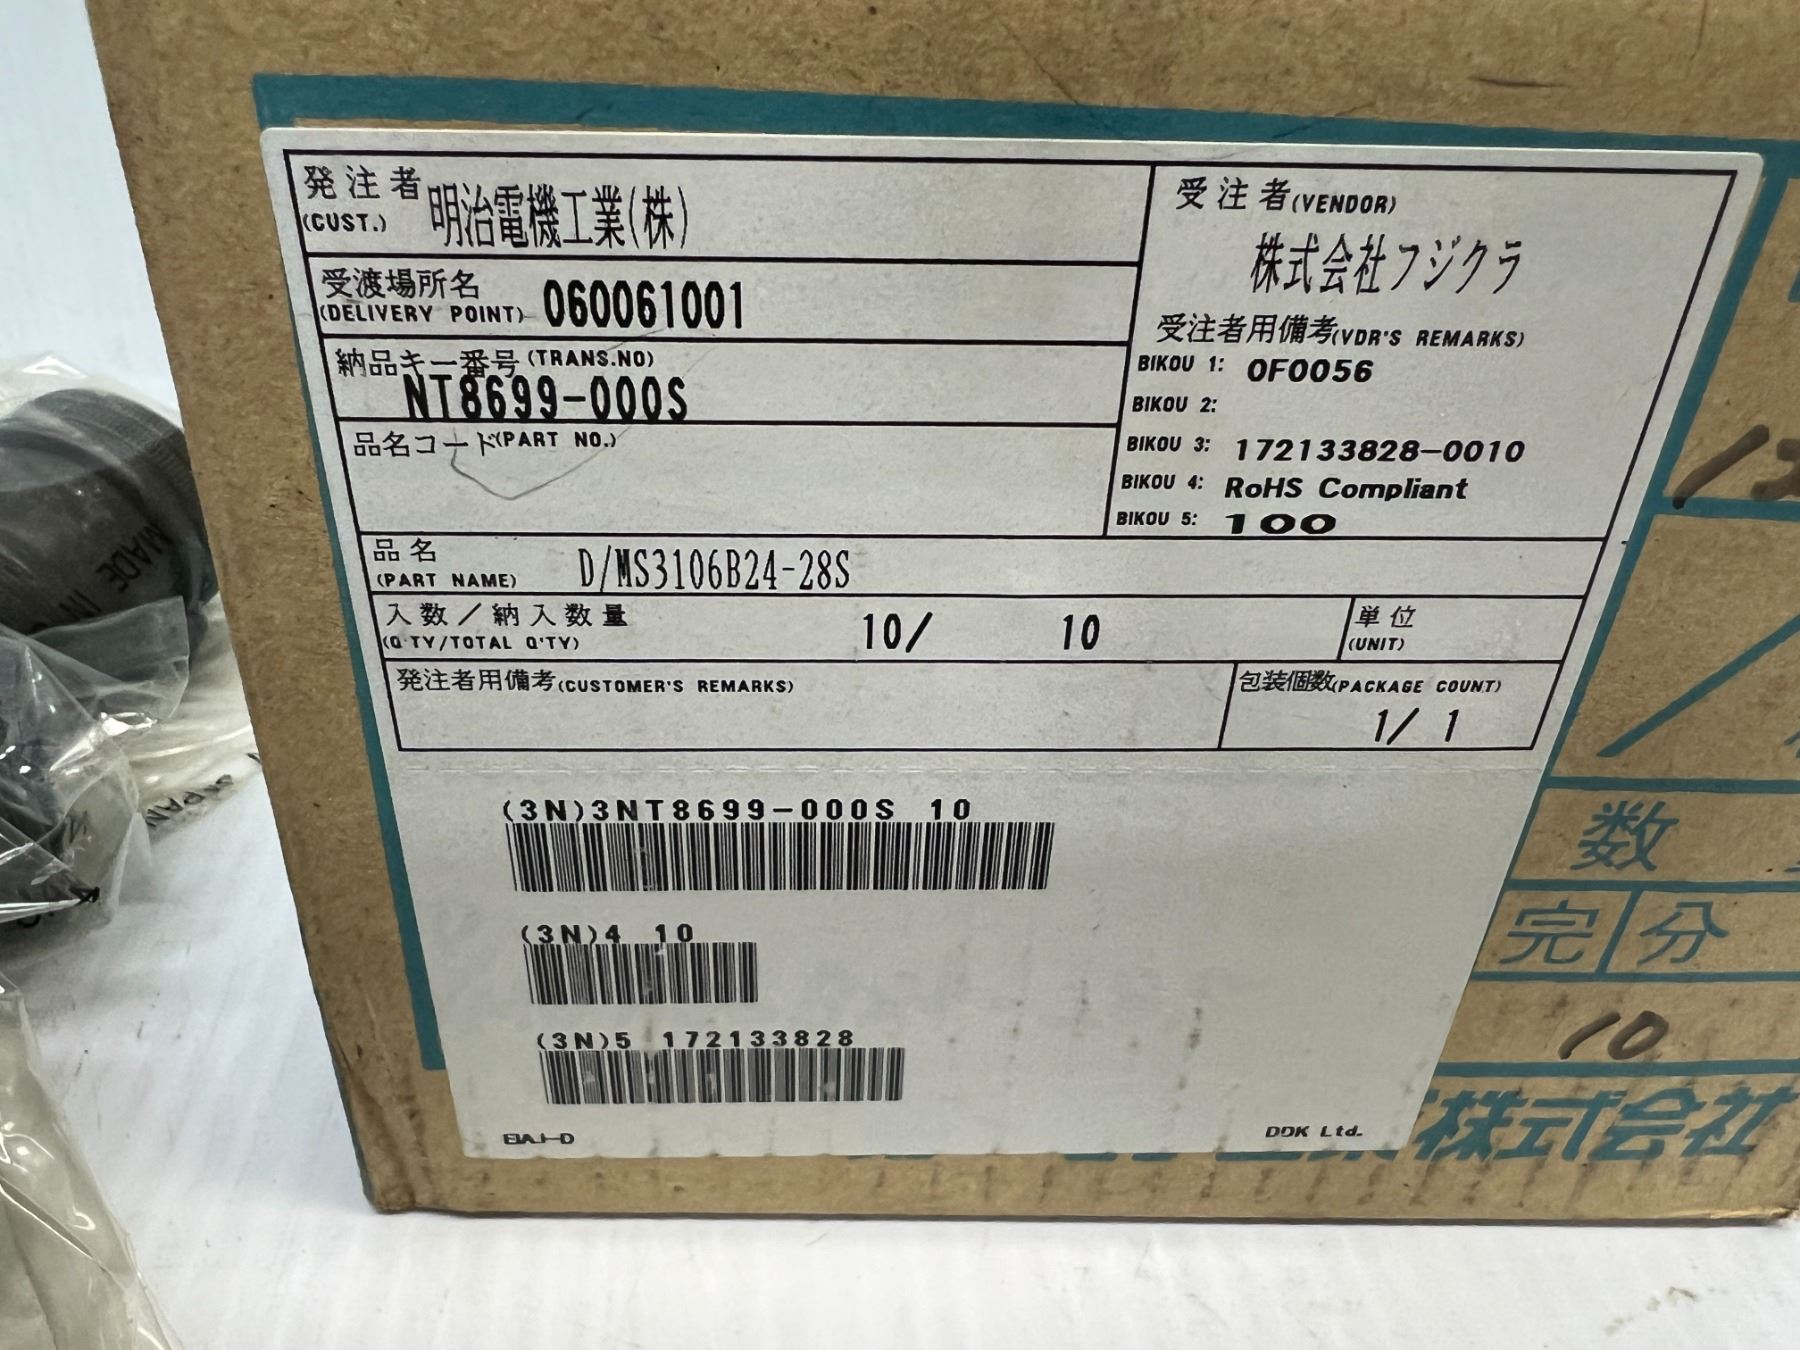 発注者
(CUST.)
明治電機工業(株)
受注者(VENDOR)
株式会社フジクラ
受渡場所名
(DELIVERY POINT)
060061001
納品キー番号(TRANS.NO)
NT8699-000S
品名コード(PART NO.)
受注者用備考(VDR'S REMARKS)
BIKOU 1: 0F0056
BIKOU 2:
BIKOU 3: 172133828-0010
BIKOU 4: RoHS Compliant
BIKOU 5: 100
品名
(PART NAME)
D/MS3106B24-28S
入数/納入数量
(Q'TY/TOTAL Q'TY)
10/ 10
単位
(UNIT)
発注者用備考(CUSTOMER'S REMARKS)
包装個数(PACKAGE COUNT)
1/ 1
(3N)3NT8699-000S 10
(3N)4 10
(3N)5 172133828
EIAJ-D
DDK Ltd.
数
完 分
10
株式会社
MADE IN